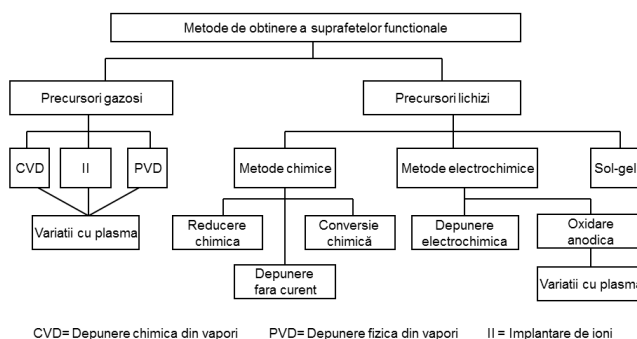 Metode de obtinere a suprafetelor functionale
Precursori gazosi
Precursori lichizi
CVD
II
PVD
Metode chimice
Metode electrochimice
Sol-gel
Variatii cu plasma
Reducere
chimica
Conversie
chimică
Depunere
electrochimica
Oxidare
anodica
Depunere
fara curent
Variatii cu plasma
CVD= Depunere chimica din vapori
PVD= Depunere fizica din vapori
II = Implantare de ioni